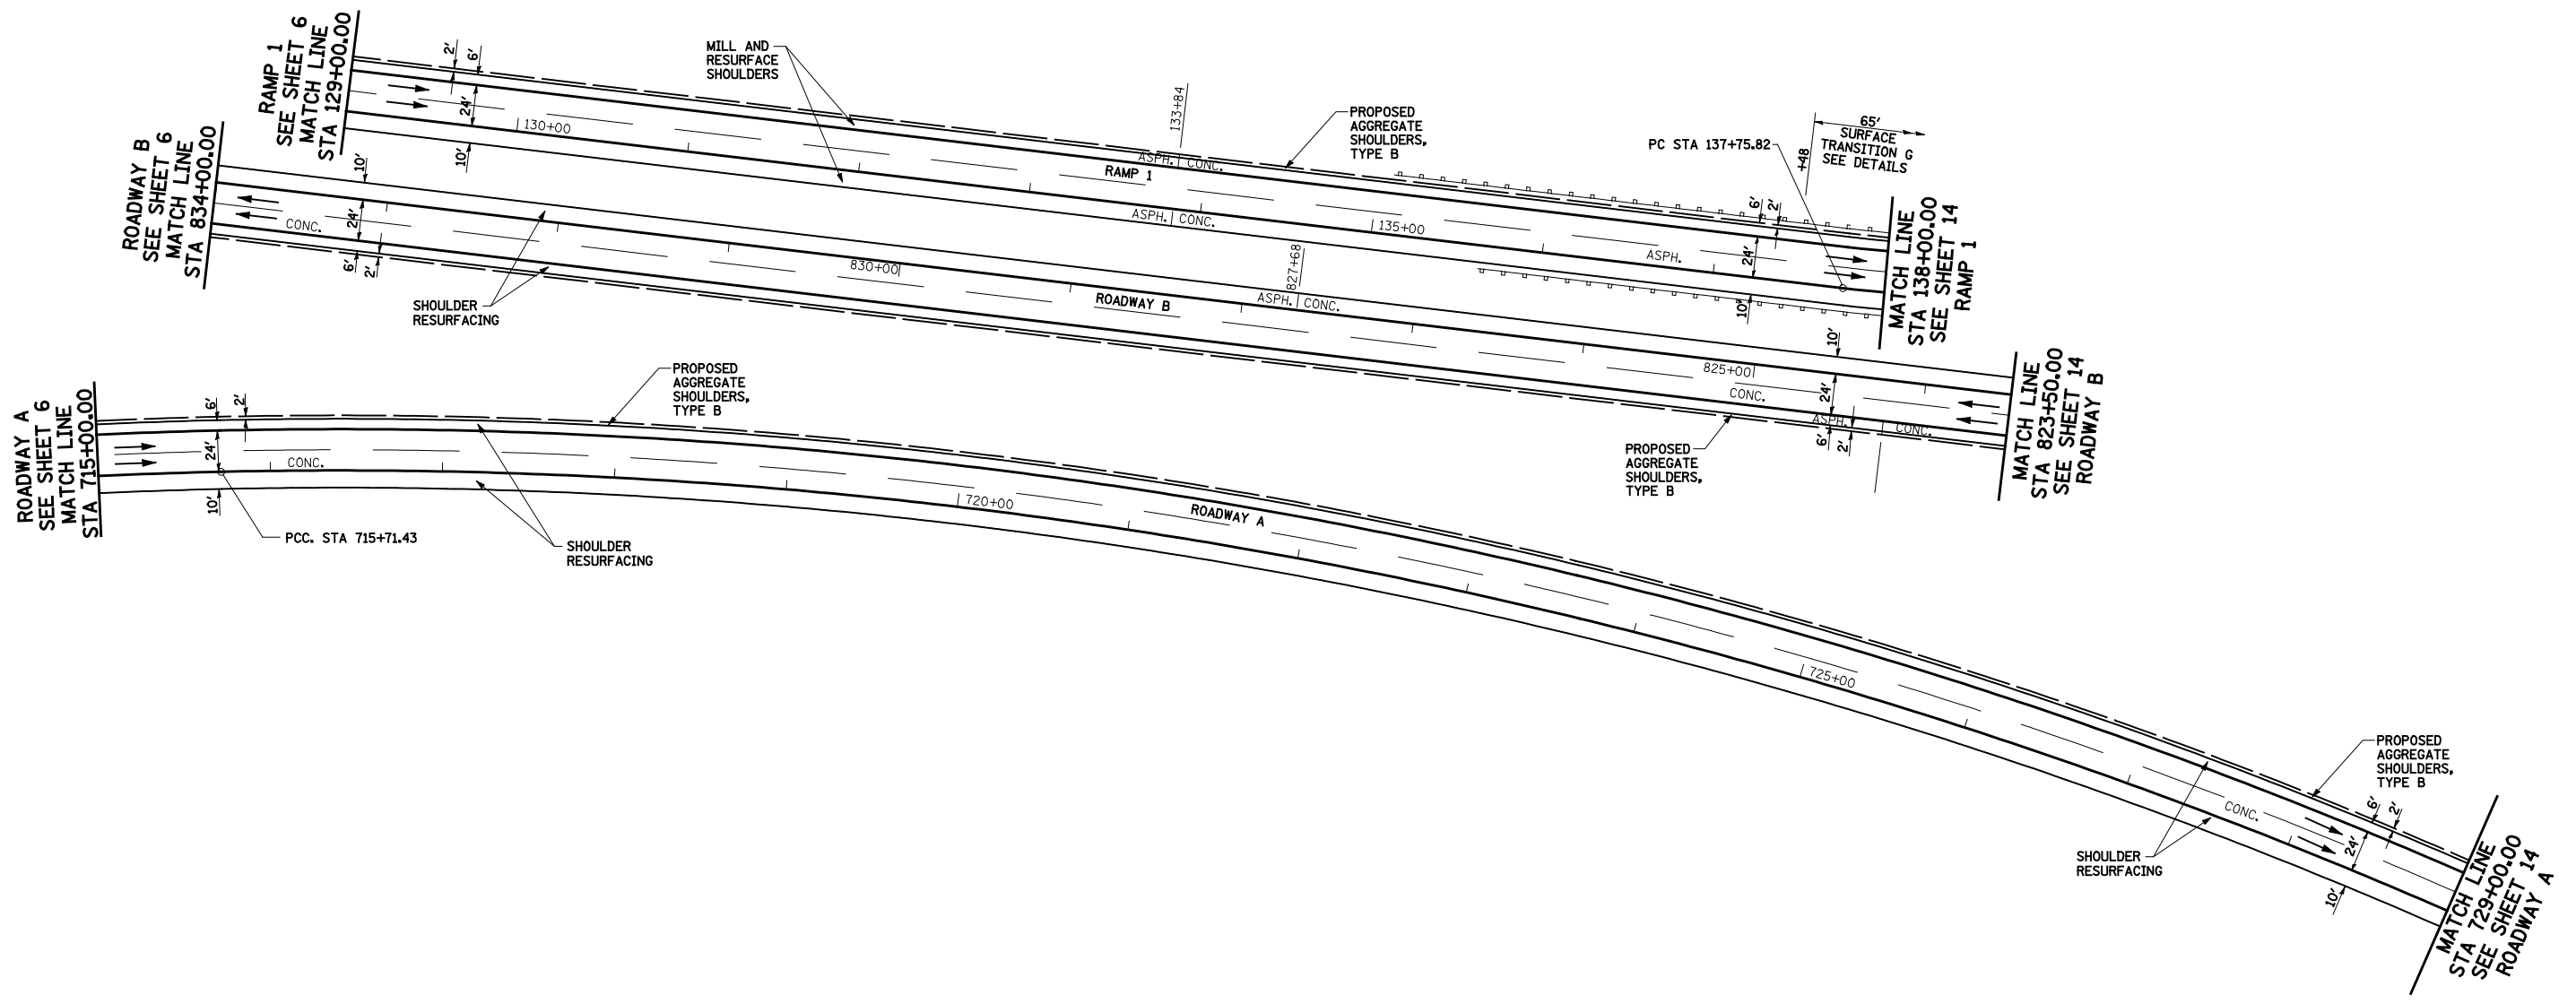 RAMP 1
SEE SHEET 6
MATCH LINE
STA 129+00.00
2'
6'
24'
10'
130+00
MILL AND
RESURFACE
SHOULDERS
133+84
ASPH. CONC.
RAMP 1
ASPH. CONC.
PROPOSED
AGGREGATE
SHOULDERS,
TYPE B
135+00
PC STA 137+75.82
+48
65'
SURFACE
TRANSITION G
SEE DETAILS
ASPH.
6'
2'
24'
10'
MATCH LINE
STA 138+00.00
SEE SHEET 14
RAMP 1
ROADWAY B
SEE SHEET 6
MATCH LINE
STA 834+00.00
10'
24'
CONC.
6'
2'
SHOULDER
RESURFACING
830+00
ROADWAY B
827+68
ASPH. CONC.
825+00
CONC.
10'
24'
ASPH. CONC.
6'
2'
PROPOSED
AGGREGATE
SHOULDERS,
TYPE B
MATCH LINE
STA 823+50.00
SEE SHEET 14
ROADWAY B
ROADWAY A
SEE SHEET 6
MATCH LINE
STA 715+00.00
6'
2'
24'
10'
CONC.
PCC. STA 715+71.43
PROPOSED
AGGREGATE
SHOULDERS,
TYPE B
SHOULDER
RESURFACING
720+00
ROADWAY A
725+00
PROPOSED
AGGREGATE
SHOULDERS,
TYPE B
CONC.
SHOULDER
RESURFACING
6'
2'
24'
10'
MATCH LINE
STA 729+00.00
SEE SHEET 14
ROADWAY A